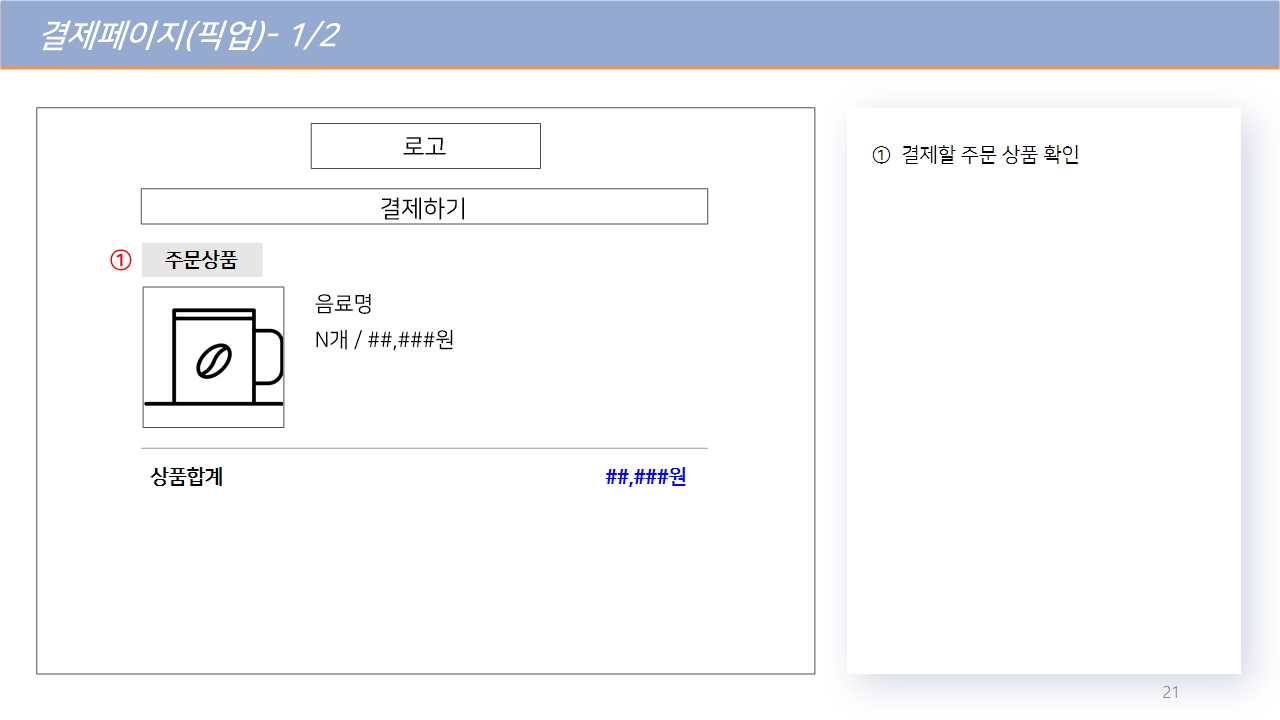 결제페이지(픽업)- 1/2
로고
결제하기
① 주문상품
음료명
N개 / ##,###원
상품합계 ##,###원
① 결제할 주문 상품 확인
21